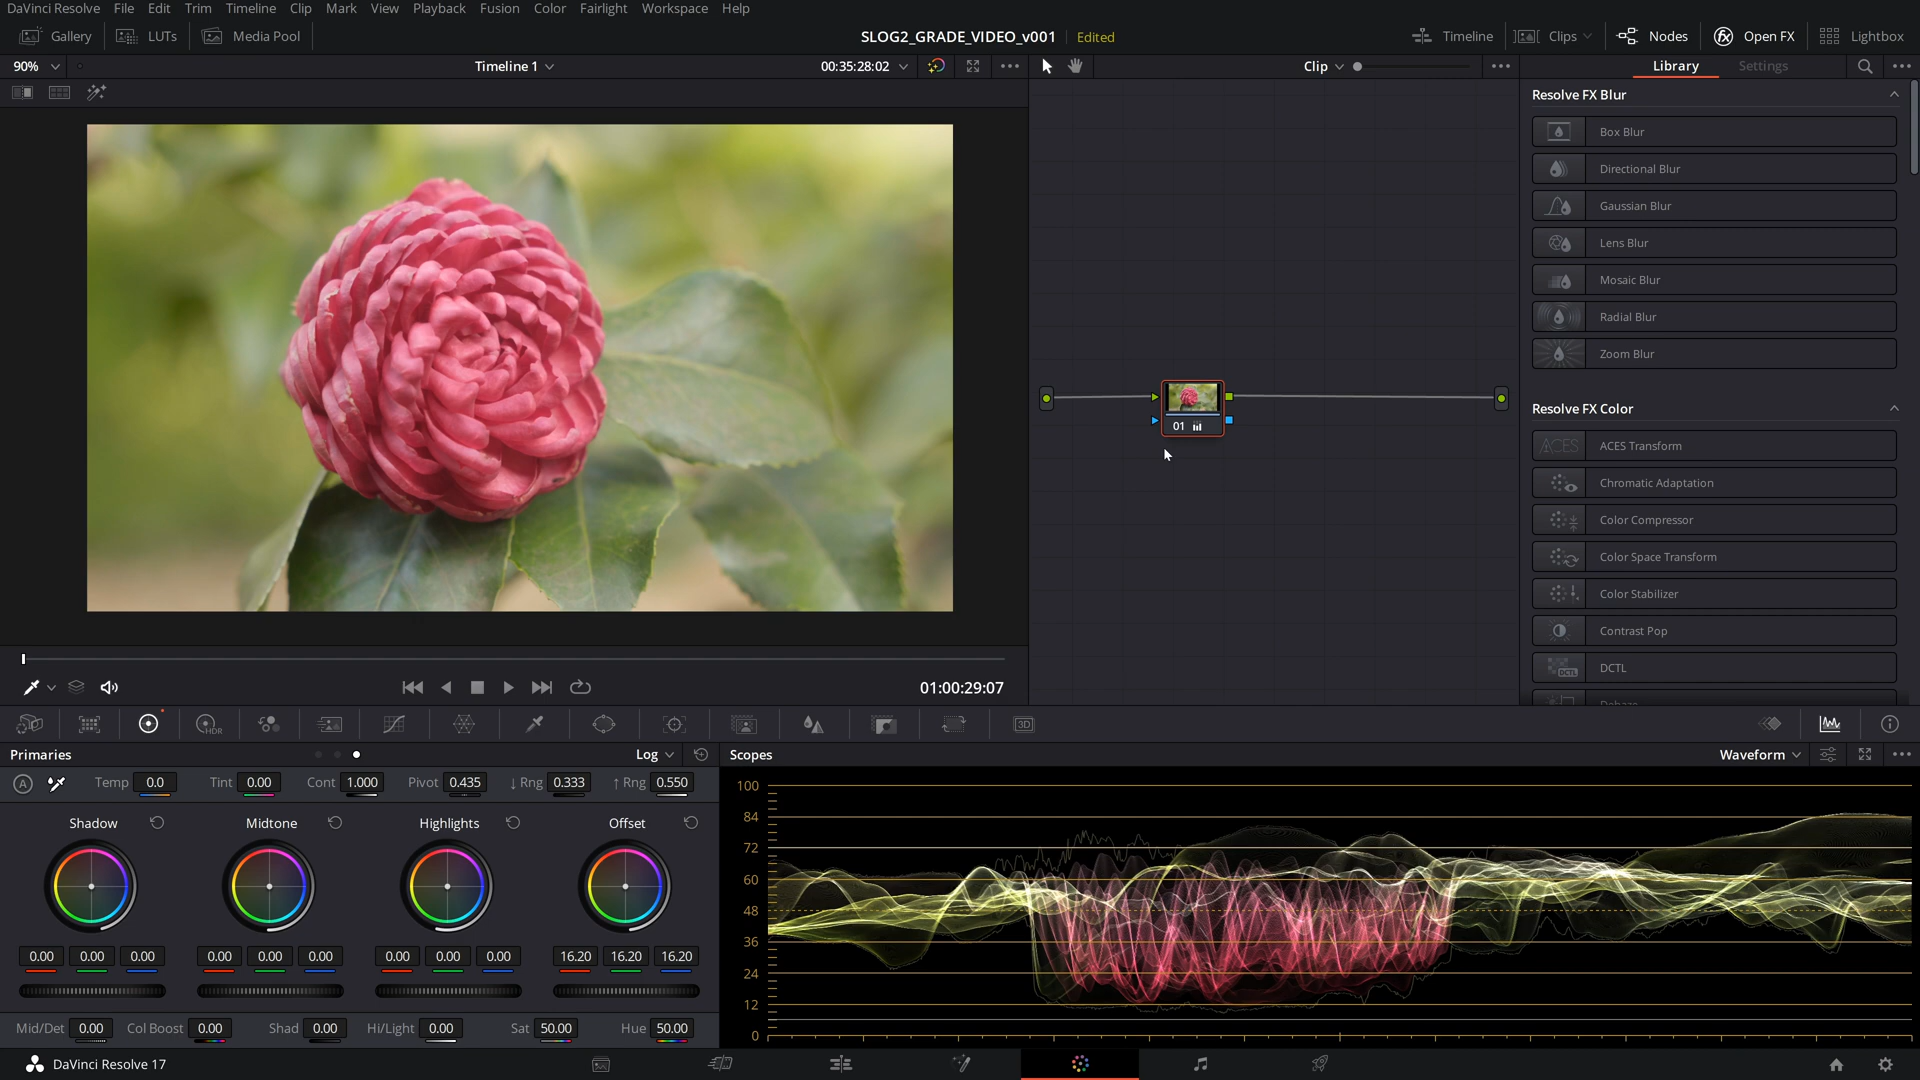 DaVinci Resolve File Edit Trim Timeline Clip Mark View Playback Fusion Color Fairlight Workspace Help
Gallery LUTs Media Pool SLOG2_GRADE_VIDEO_v001 Edited Timeline Clips Nodes Open FX Lightbox
90% Timeline 1 00:35:28:02 Clip Library Settings
Resolve FX Blur
Box Blur
Directional Blur
Gaussian Blur
Lens Blur
Mosaic Blur
Radial Blur
Zoom Blur
01
Resolve FX Color
ACES ACES Transform
Chromatic Adaptation
Color Compressor
Color Space Transform
Color Stabilizer
Contrast Pop
DCTL DCTL
01:00:29:07
HDR 3D
Primaries Log
A Temp 0.0 Tint 0.00 Cont 1.000 Pivot 0.435 ↓ Rng 0.333 ↑ Rng 0.550
Shadow Midtone Highlights Offset
0.00 0.00 0.00 0.00 0.00 0.00 0.00 0.00 0.00 16.20 16.20 16.20
Mid/Det 0.00 Col Boost 0.00 Shad 0.00 Hi/Light 0.00 Sat 50.00 Hue 50.00
Scopes Waveform
100
84
72
60
48
36
24
12
0
DaVinci Resolve 17